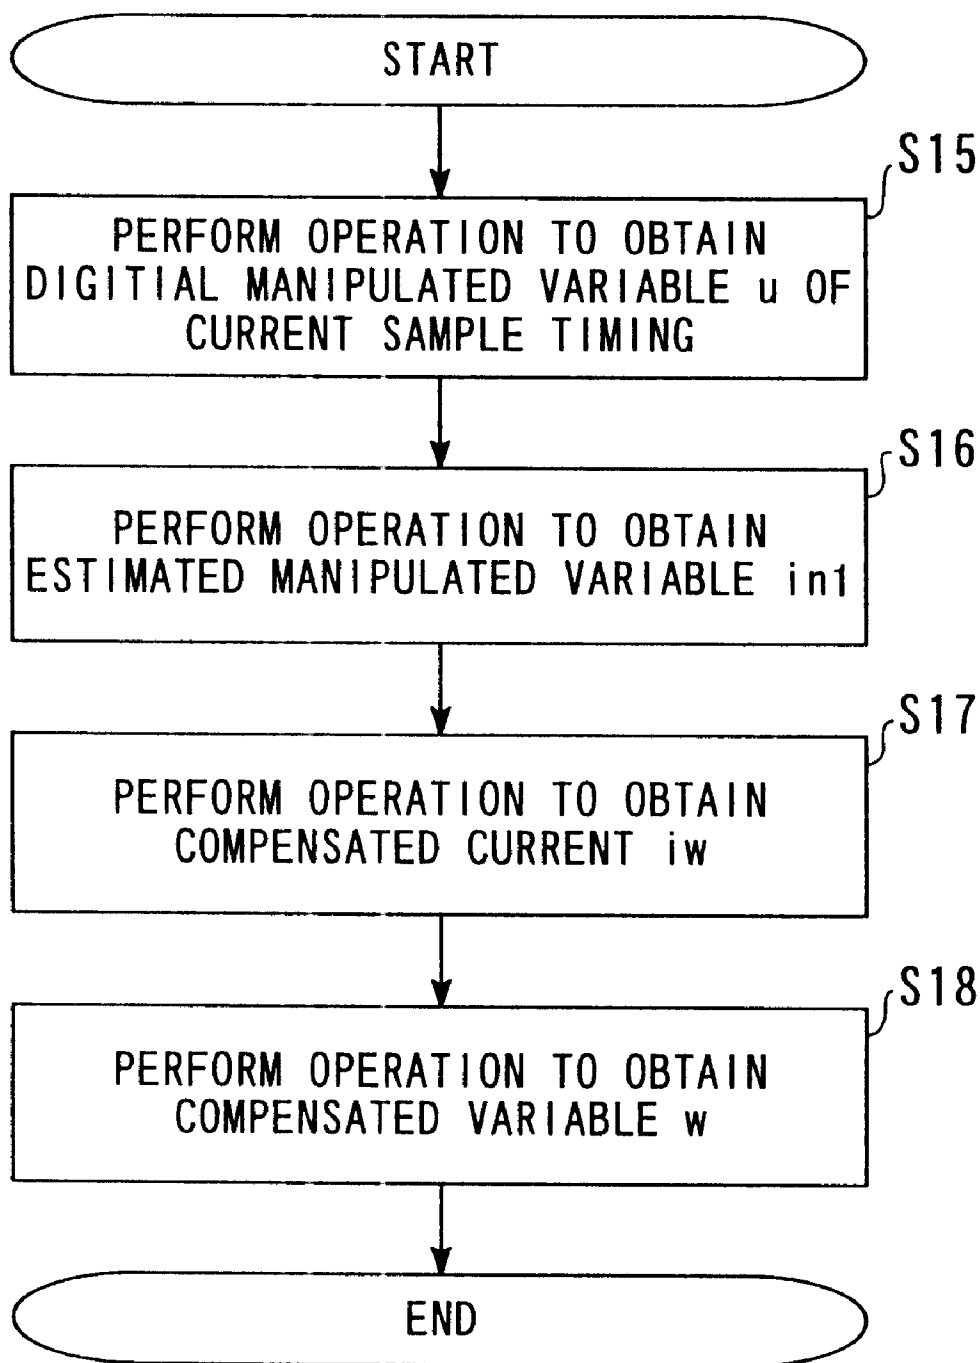 START
S15
PERFORM OPERATION TO OBTAIN
DIGITIAL MANIPULATED VARIABLE u OF
CURRENT SAMPLE TIMING
S16
PERFORM OPERATION TO OBTAIN
ESTIMATED MANIPULATED VARIABLE in1
S17
PERFORM OPERATION TO OBTAIN
COMPENSATED CURRENT iw
S18
PERFORM OPERATION TO OBTAIN
COMPENSATED VARIABLE w
END